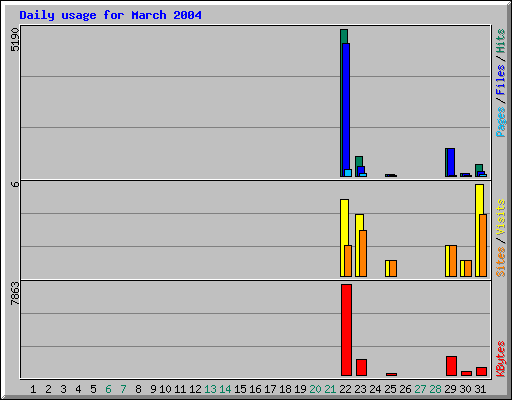 Daily usage for March 2004
5190
6
7863
Pages / Files / Hits
Sites / Visits
KBytes
1 2 3 4 5 6 7 8 9 10 11 12 13 14 15 16 17 18 19 20 21 22 23 24 25 26 27 28 29 30 31